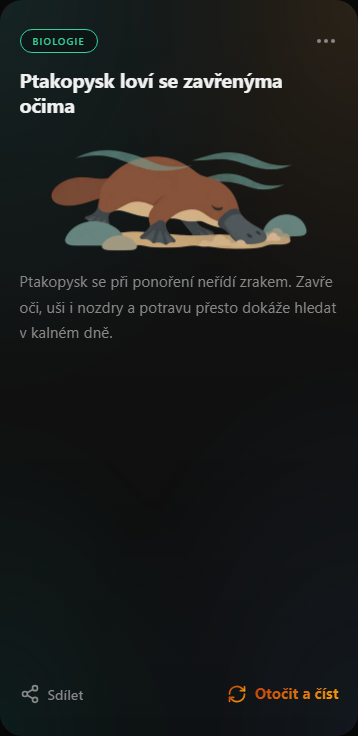 BIOLOGIE
Ptakopysk loví se zavřenýma
očima
Ptakopysk se při ponoření neřídí zrakem. Zavře
oči, uši i nozdry a potravu přesto dokáže hledat
v kalném dně.
Sdílet
Otočit a číst